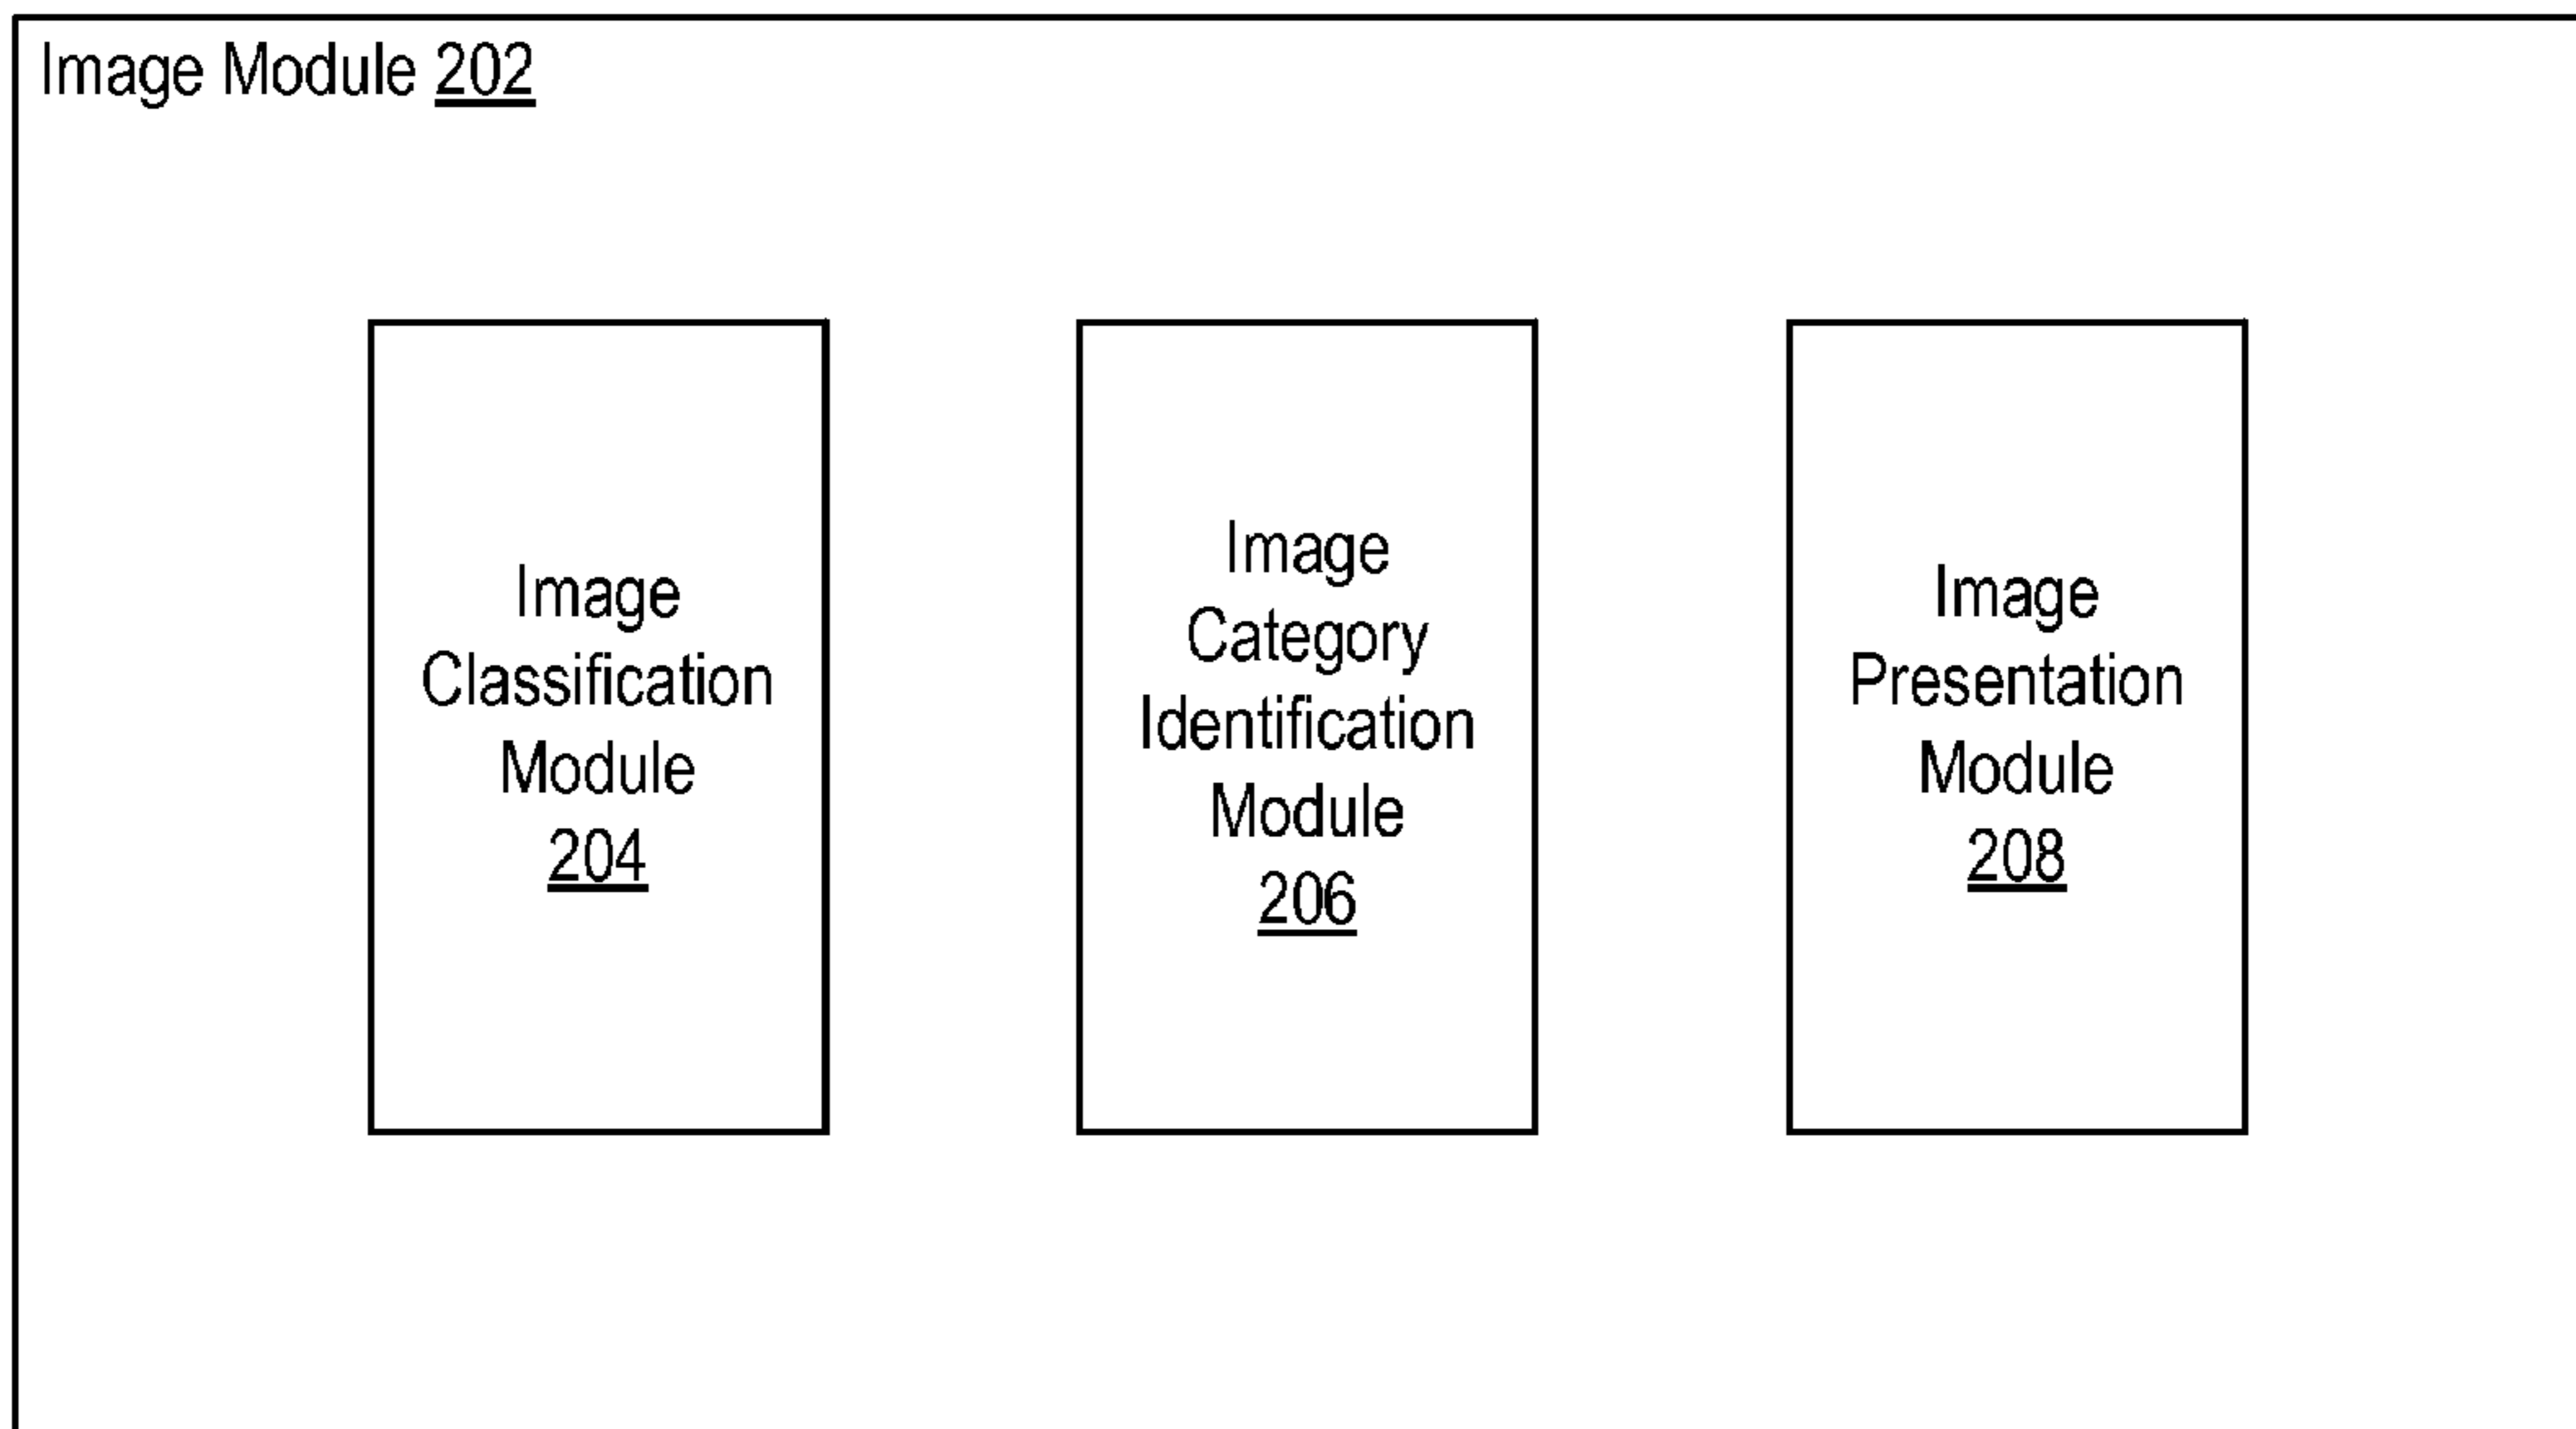 Image Module 202
Image
Classification
Module
204
Image
Category
Identification
Module
206
Image
Presentation
Module
208